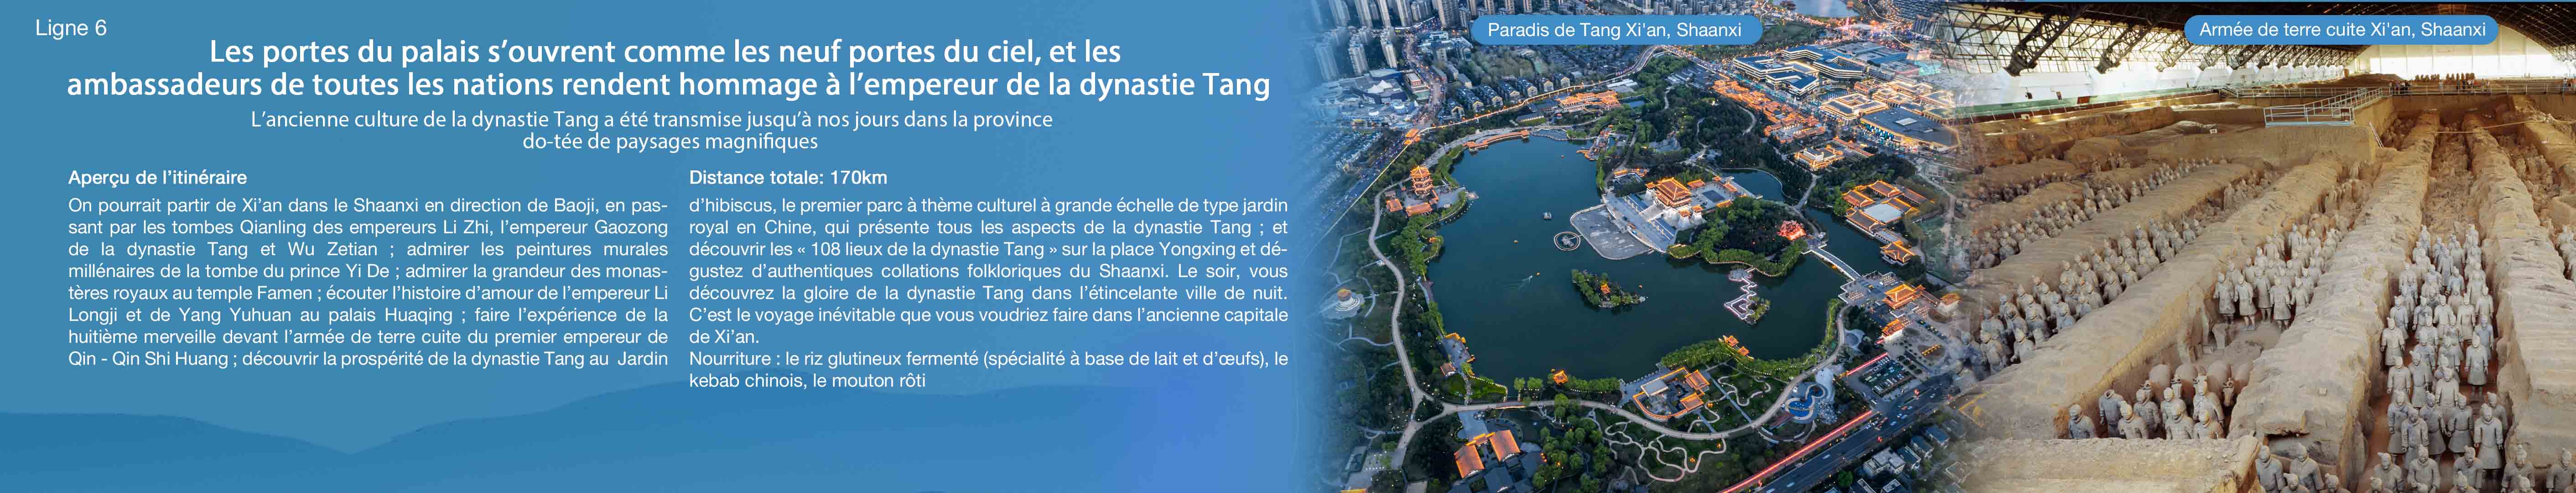 Ligne 6
Les portes du palais s’ouvrent comme les neuf portes du ciel, et les
ambassadeurs de toutes les nations rendent hommage à l’empereur de la dynastie Tang
L’ancienne culture de la dynastie Tang a été transmise jusqu’à nos jours dans la province
do-tée de paysages magnifiques
Aperçu de l’itinéraire
On pourrait partir de Xi’an dans le Shaanxi en direction de Baoji, en pas-
sant par les tombes Qianling des empereurs Li Zhi, l’empereur Gaozong
de la dynastie Tang et Wu Zetian ; admirer les peintures murales
millénaires de la tombe du prince Yi De ; admirer la grandeur des monas-
tères royaux au temple Famen ; écouter l’histoire d’amour de l’empereur Li
Longji et de Yang Yuhuan au palais Huaqing ; faire l’expérience de la
huitième merveille devant l’armée de terre cuite du premier empereur de
Qin - Qin Shi Huang ; découvrir la prospérité de la dynastie Tang au Jardin
Distance totale: 170km
d’hibiscus, le premier parc à thème culturel à grande échelle de type jardin
royal en Chine, qui présente tous les aspects de la dynastie Tang ; et
découvrir les « 108 lieux de la dynastie Tang » sur la place Yongxing et dé-
gustez d’authentiques collations folkloriques du Shaanxi. Le soir, vous
découvrez la gloire de la dynastie Tang dans l’étincelante ville de nuit.
C’est le voyage inévitable que vous voudriez faire dans l’ancienne capitale
de Xi’an.
Nourriture : le riz glutineux fermenté (spécialité à base de lait et d’œufs), le
kebab chinois, le mouton rôti
Paradis de Tang Xi'an, Shaanxi
Armée de terre cuite Xi'an, Shaanxi